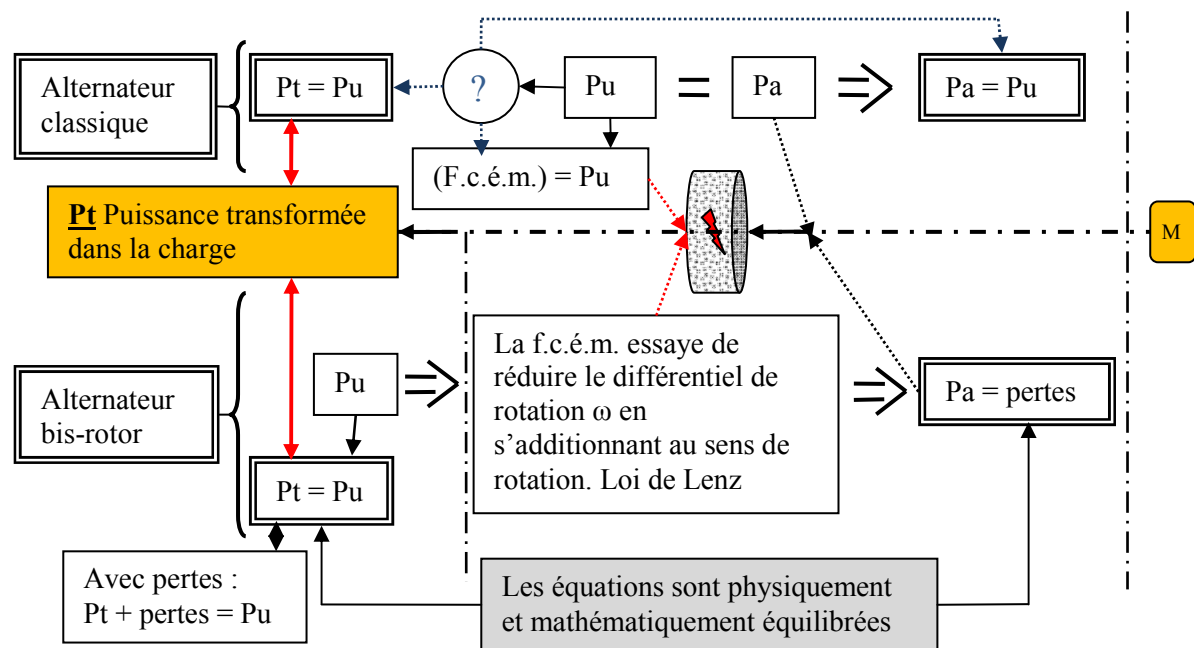 Alternateur
classique
Pt = Pu
?
Pu
=
Pa
⇒
Pa = Pu
(F.c.é.m.) = Pu
Pt Puissance transformée
dans la charge
M
Alternateur
bis-rotor
Pu
⇒
La f.c.é.m. essaye de
réduire le différentiel de
rotation ω en
s'additionnant au sens de
rotation. Loi de Lenz
⇒
Pa = pertes
Pt = Pu
Avec pertes :
Pt + pertes = Pu
Les équations sont physiquement
et mathématiquement équilibrées